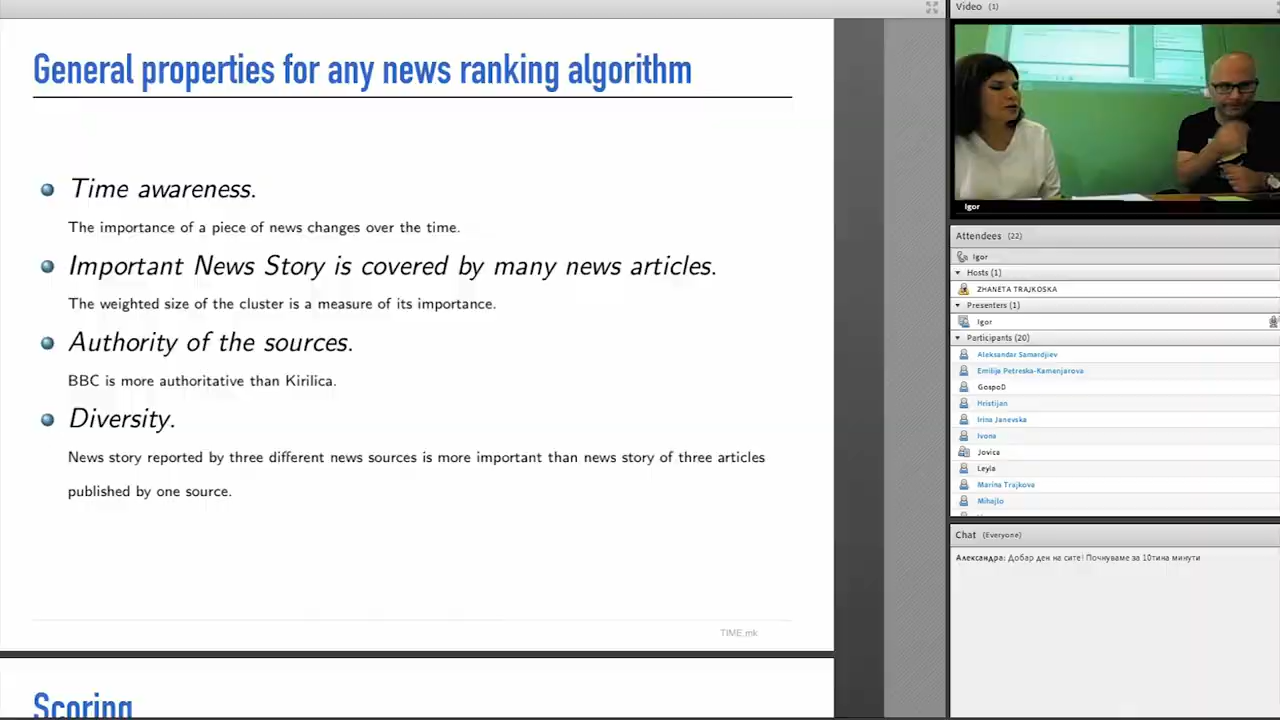 General properties for any news ranking algorithm
Time awareness.
The importance of a piece of news changes over the time.
Important News Story is covered by many news articles.
The weighted size of the cluster is a measure of its importance.
Authority of the sources.
BBC is more authoritative than Kirilica.
Diversity.
News story reported by three different news sources is more important than news story of three articles
published by one source.
TIME.mk
Scoring
Video (1)
Igor
Attendees (22)
Igor
Hosts (1)
ZHANETA TRAJKOSKA
Presenters (1)
Igor
Participants (20)
Aleksandar Samardjiev
Emilija Petreska-Kamenjarova
GospoD
Hristijan
Irina Janevska
Ivona
Jovica
Leyla
Marina Trajkova
Mihajlo
Chat (Everyone)
Александра: Добар ден на сите! Почнуваме за 10тина минути